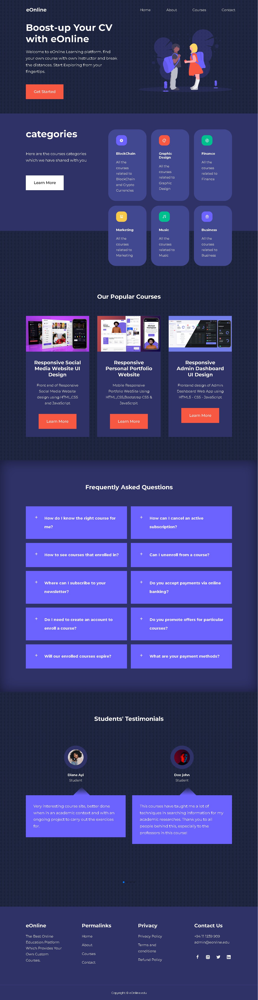 eOnline
Home About Courses Contact
Boost-up Your CV
with eOnline
Welcome to eOnline Learning platform. find
your own course with own instructor and break
the distances. Start Exploring from your
fingertips.
Get Started
categories
Here are the courses categories
which we have shared with you
Learn More
BlockChain
All the
courses
related to
BlockChain
and Crypto
Currencies
Graphic
Design
All the
courses
related to
Graphic
Design
Finance
All the
courses
related to
Finance
Marketing
All the
courses
related to
Marketing
Music
All the
courses
related to
Music
Business
All the
courses
related to
Business
Our Popular Courses
Michael
Thompson
Michael
Thompson
Responsive Social
Media Website UI
Design
Front end of Responsive
Social Media Website
design using HTML,CSS
and JavaScript
Learn More
Responsive
Personal Portfolio
Website
Mobile Responsive
Portfolio WebSite Using
HTML,CSS,Bootstrap CSS &
JavaScrpit
Learn More
Responsive
Admin Dashboard
UI Design
Frontend design of Admin
Dashboard Web App using
HTML5 - CSS - JavaScript
Learn More
Frequently Asked Questions
+ How do I know the right course for
me?
+ How can I cancel an active
subscription?
+ How to see courses that enrolled in?
+ Can I unenroll from a course?
+ Where can I subscribe to your
newsletter?
+ Do you accept payments via online
banking?
+ Do I need to create an account to
enroll a course?
+ Do you promote offers for particular
courses?
+ Will our enrolled courses expire?
+ What are your payment methods?
Students' Testimonials
Diana Ayi
Student
Very interesting course site, better done
when in an academic context and with an
ongoing project to carry out the exercices
for.
Doe john
Student
This courses have taught me a lot of
techniques in searching information for my
academic researches. Thank you to all
people behind this, especially to the
professors in this course!
eOnline
The Best Online
Education Platform
Which Provides Your
Own Custom
Courses.
Permalinks
Home
About
Courses
Contact
Privacy
Privacy Policy
Terms and
conditions
Refund Policy
Contact Us
+94 11 1239 909
admin@eonline.edu
Copyright © eOnline.edu